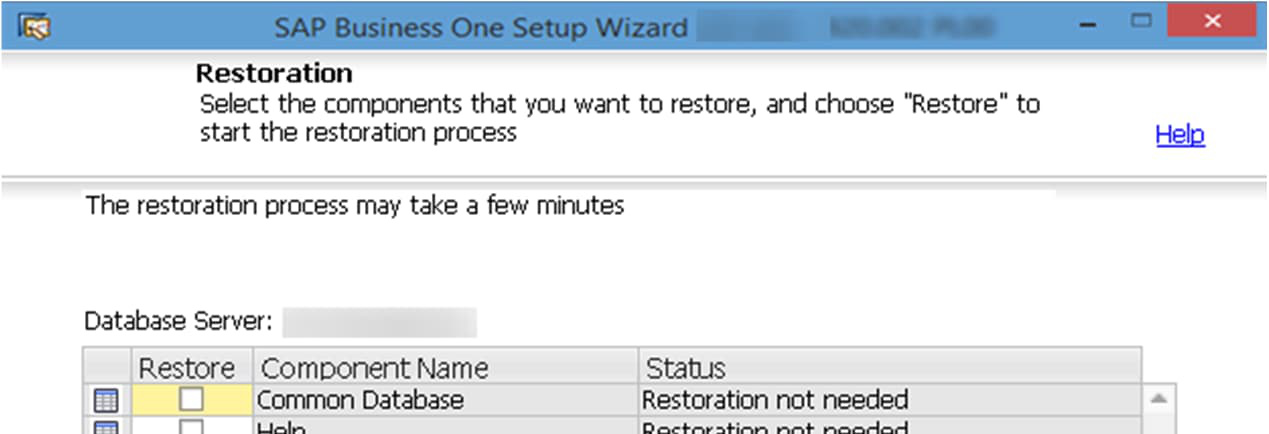 SAP Business One Setup Wizard
Restoration
Select the components that you want to restore, and choose "Restore" to
start the restoration process
Help
The restoration process may take a few minutes
Database Server:
Restore Component Name Status
Common Database Restoration not needed
Help Restoration not needed